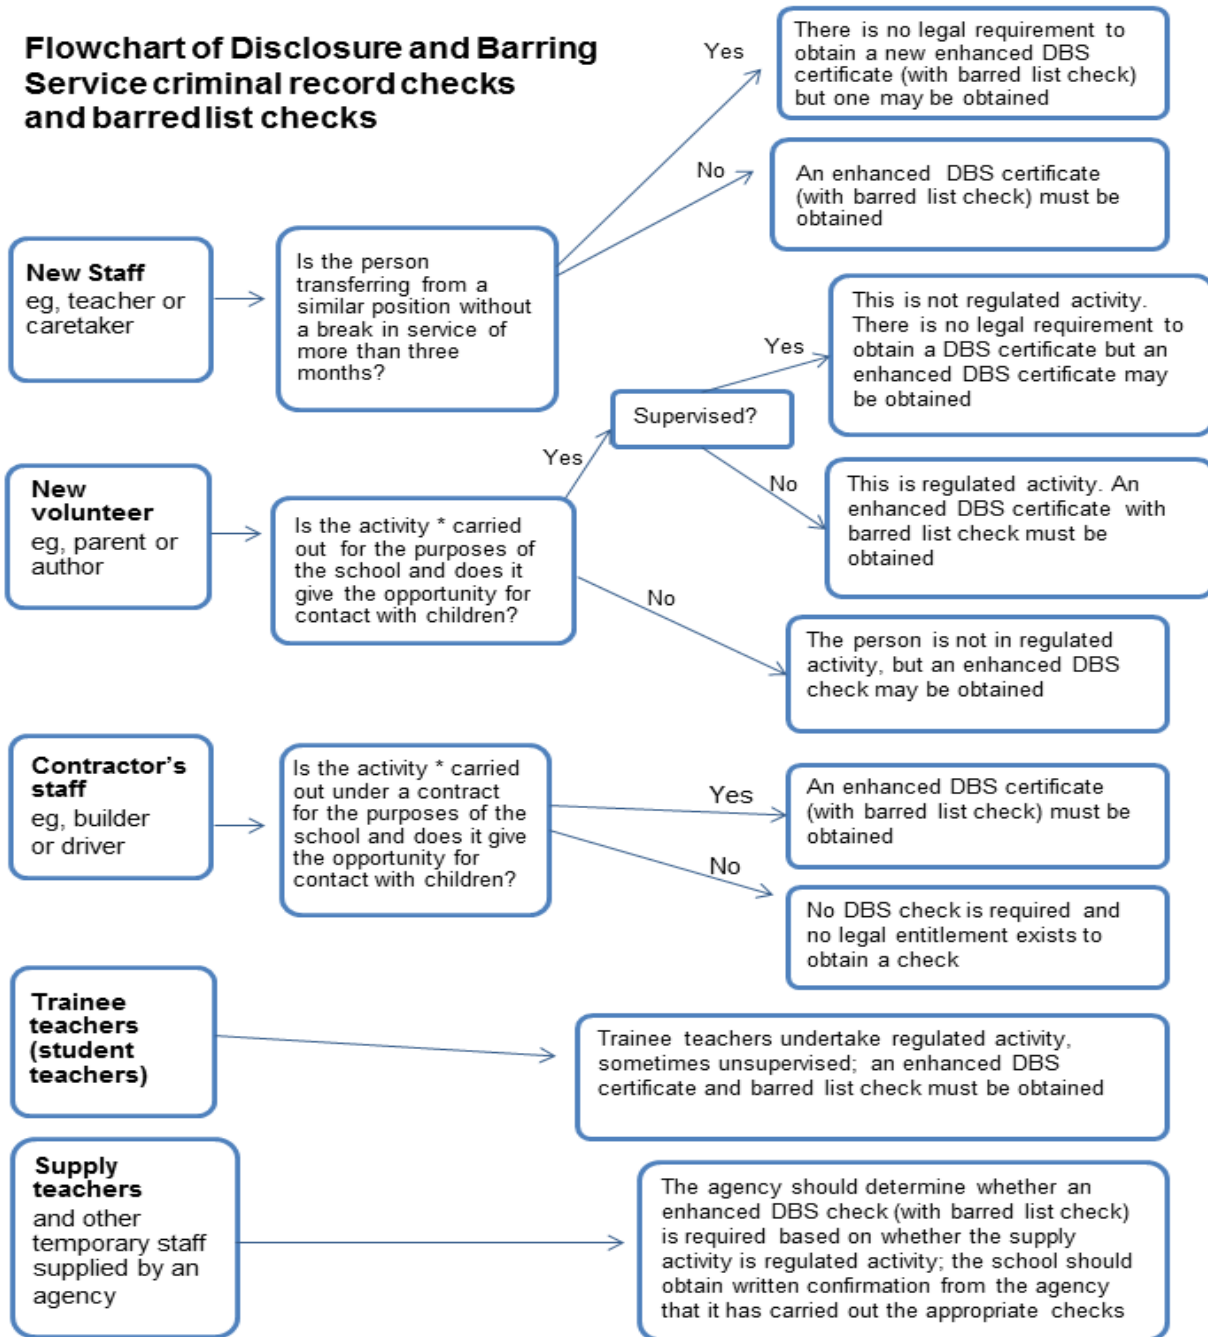 Flowchart of Disclosure and Barring
Service criminal record checks
and barred list checks
New Staff
eg, teacher or
caretaker
Is the person
transferring from a
similar position without
a break in service of
more than three
months?
Yes
There is no legal requirement to
obtain a new enhanced DBS
certificate (with barred list check)
but one may be obtained
No
An enhanced DBS certificate
(with barred list check) must be
obtained
New
volunteer
eg, parent or
author
Is the activity * carried
out for the purposes of
the school and does it
give the opportunity for
contact with children?
Yes
Supervised?
Yes
This is not regulated activity.
There is no legal requirement to
obtain a DBS certificate but an
enhanced DBS certificate may
be obtained
No
This is regulated activity. An
enhanced DBS certificate with
barred list check must be
obtained
No
The person is not in regulated
activity, but an enhanced DBS
check may be obtained
Contractor's
staff
eg, builder
or driver
Is the activity * carried
out under a contract
for the purposes of the
school and does it give
the opportunity for
contact with children?
Yes
An enhanced DBS certificate
(with barred list check) must be
obtained
No
No DBS check is required and
no legal entitlement exists to
obtain a check
Trainee
teachers
(student
teachers)
Trainee teachers undertake regulated activity,
sometimes unsupervised; an enhanced DBS
certificate and barred list check must be obtained
Supply
teachers
and other
temporary staff
supplied by an
agency
The agency should determine whether an
enhanced DBS check (with barred list check)
is required based on whether the supply
activity is regulated activity; the school should
obtain written confirmation from the agency
that it has carried out the appropriate checks